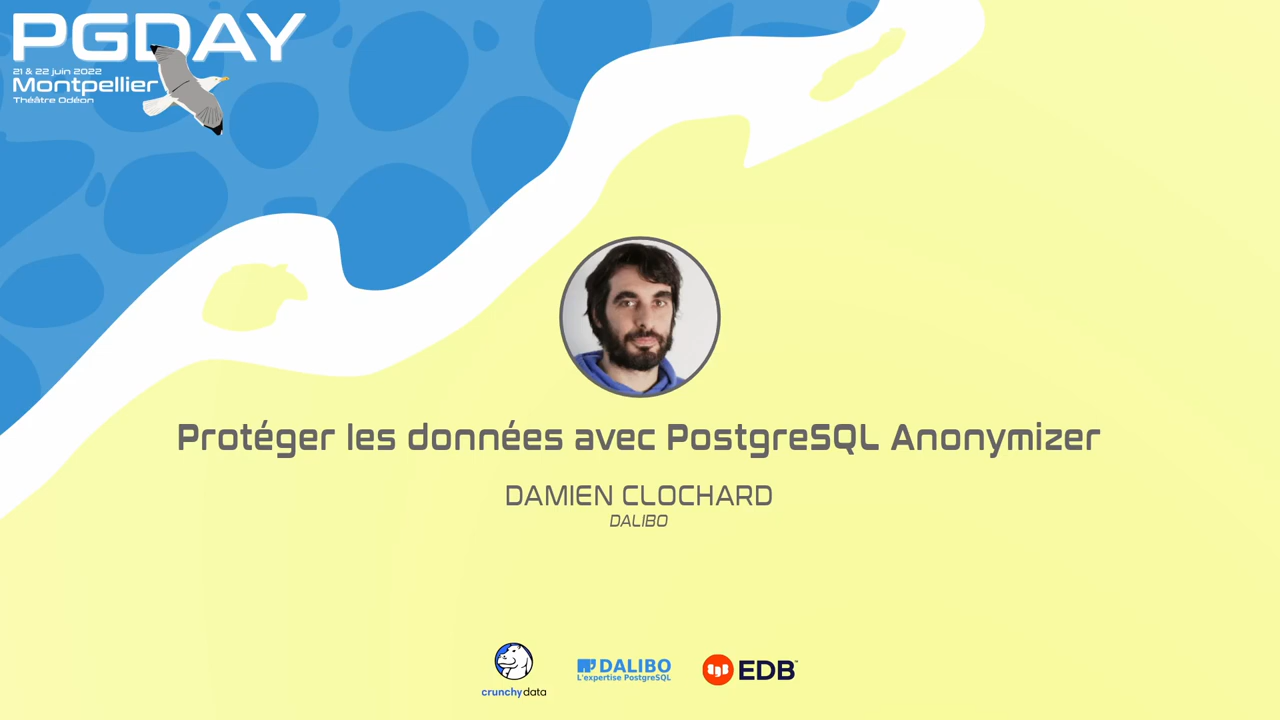 PGDAY
21 & 22 juin 2022
Montpellier
Théâtre Odéon
Protéger les données avec PostgreSQL Anonymizer
DAMIEN CLOCHARD
DALIBO
crunchydata
DALIBO
L'expertise PostgreSQL
EDB™